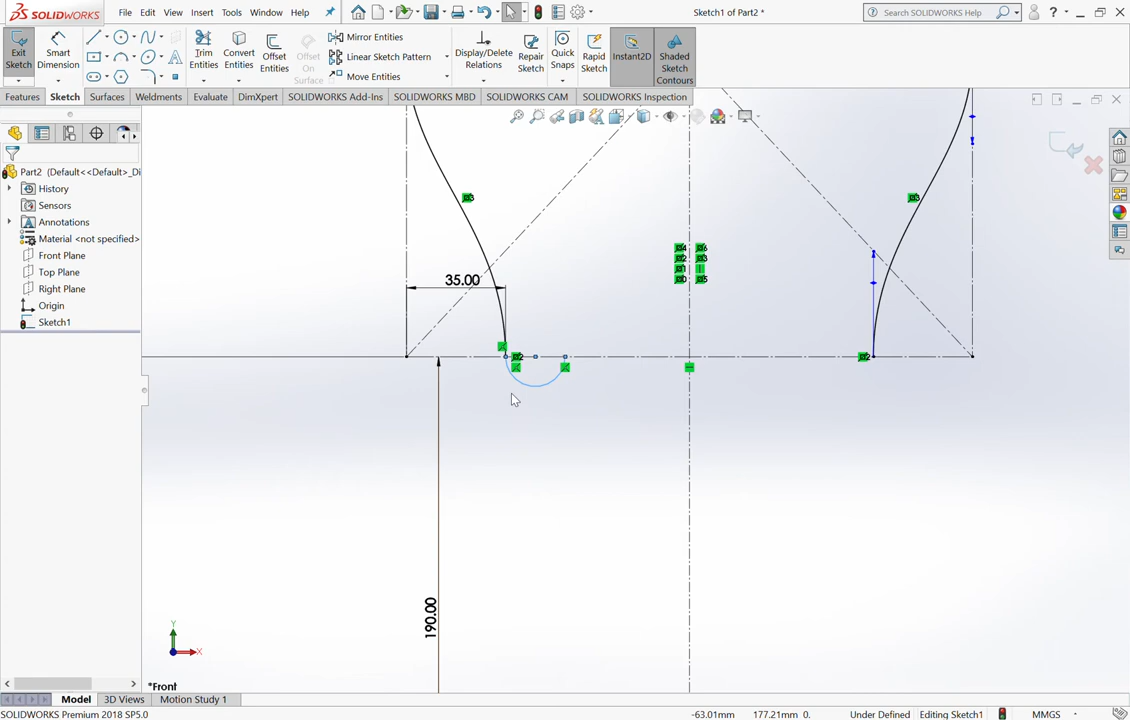 SOLIDWORKS File Edit View Insert Tools Window Help Sketch1 of Part2 * Search SOLIDWORKS Help ?
Exit Sketch Smart Dimension Trim Entities Convert Entities Offset Entities Offset On Surface Mirror Entities Linear Sketch Pattern Move Entities Display/Delete Relations Repair Sketch Quick Snaps Rapid Sketch Instant2D Shaded Sketch Contours
Features Sketch Surfaces Weldments Evaluate DimXpert SOLIDWORKS Add-Ins SOLIDWORKS MBD SOLIDWORKS CAM SOLIDWORKS Inspection
Part2 (Default<<Default>_Di
History
Sensors
Annotations
Material <not specified>
Front Plane
Top Plane
Right Plane
Origin
Sketch1
35.00
190.00
Y
X
*Front
Model 3D Views Motion Study 1
SOLIDWORKS Premium 2018 SP5.0 -63.01mm 177.21mm 0. Under Defined Editing Sketch1 MMGS